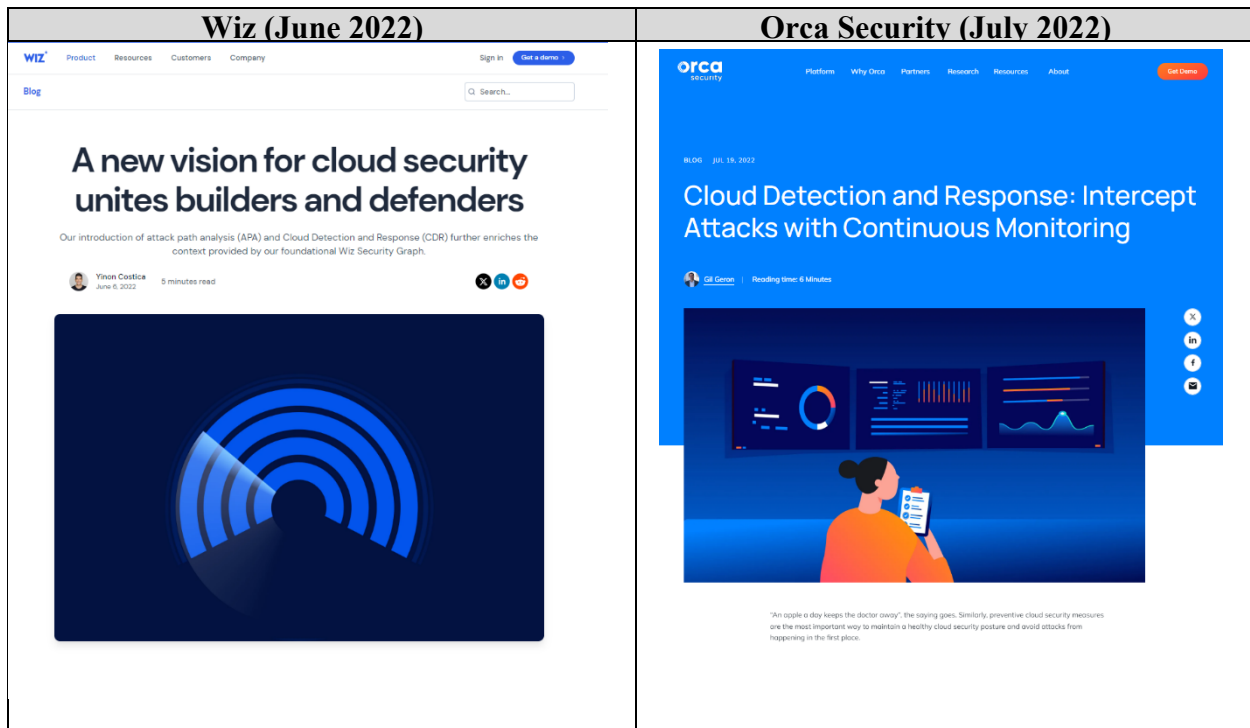 Wiz (June 2022)
WIZ
Product Resources Customers Company
Sign in Get a demo ›
Blog
Search...
A new vision for cloud security
unites builders and defenders
Our introduction of attack path analysis (APA) and Cloud Detection and Response (CDR) further enriches the
context provided by our foundational Wiz Security Graph.
Yinon Costica
June 6, 2022
5 minutes read
X in
Orca Security (July 2022)
orca
security
Platform Why Orca Partners Research Resources About
Get Demo
BLOG JUL 19, 2022
Cloud Detection and Response: Intercept
Attacks with Continuous Monitoring
Gil Geron | Reading time: 6 Minutes
X
in
f
"An apple a day keeps the doctor away", the saying goes. Similarly, preventive cloud security measures
are the most important way to maintain a healthy cloud security posture and avoid attacks from
happening in the first place.